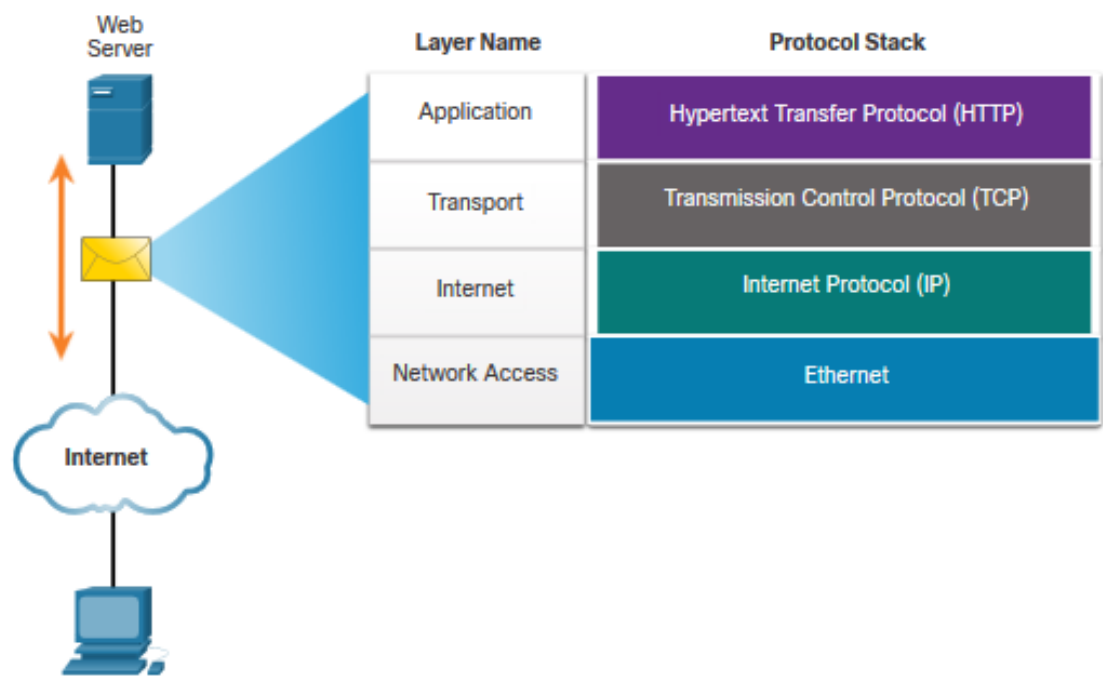 Web
Server
Layer Name
Protocol Stack
Application
Hypertext Transfer Protocol (HTTP)
Transport
Transmission Control Protocol (TCP)
Internet
Internet Protocol (IP)
Network Access
Ethernet
Internet